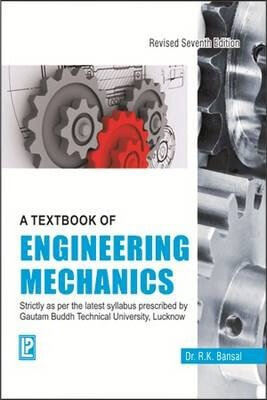 Revised Seventh Edition
A TEXTBOOK OF
ENGINEERING
MECHANICS
Strictly as per the latest syllabus prescribed by
Gautam Buddh Technical University, Lucknow
Dr. R.K. Bansal